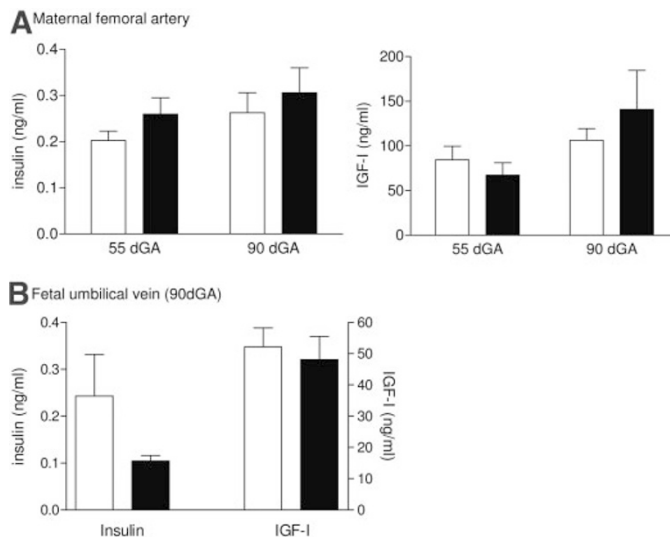 A Maternal femoral artery
insulin (ng/ml)
0.4
0.3
0.2
0.1
0.0
55 dGA
90 dGA
IGF-I (ng/ml)
200
150
100
50
0
55 dGA
90 dGA
B Fetal umbilical vein (90dGA)
insulin (ng/ml)
0.4
0.3
0.2
0.1
0.0
Insulin
IGF-I
60
50
40
30
20
10
0
IGF-I
(ng/ml)